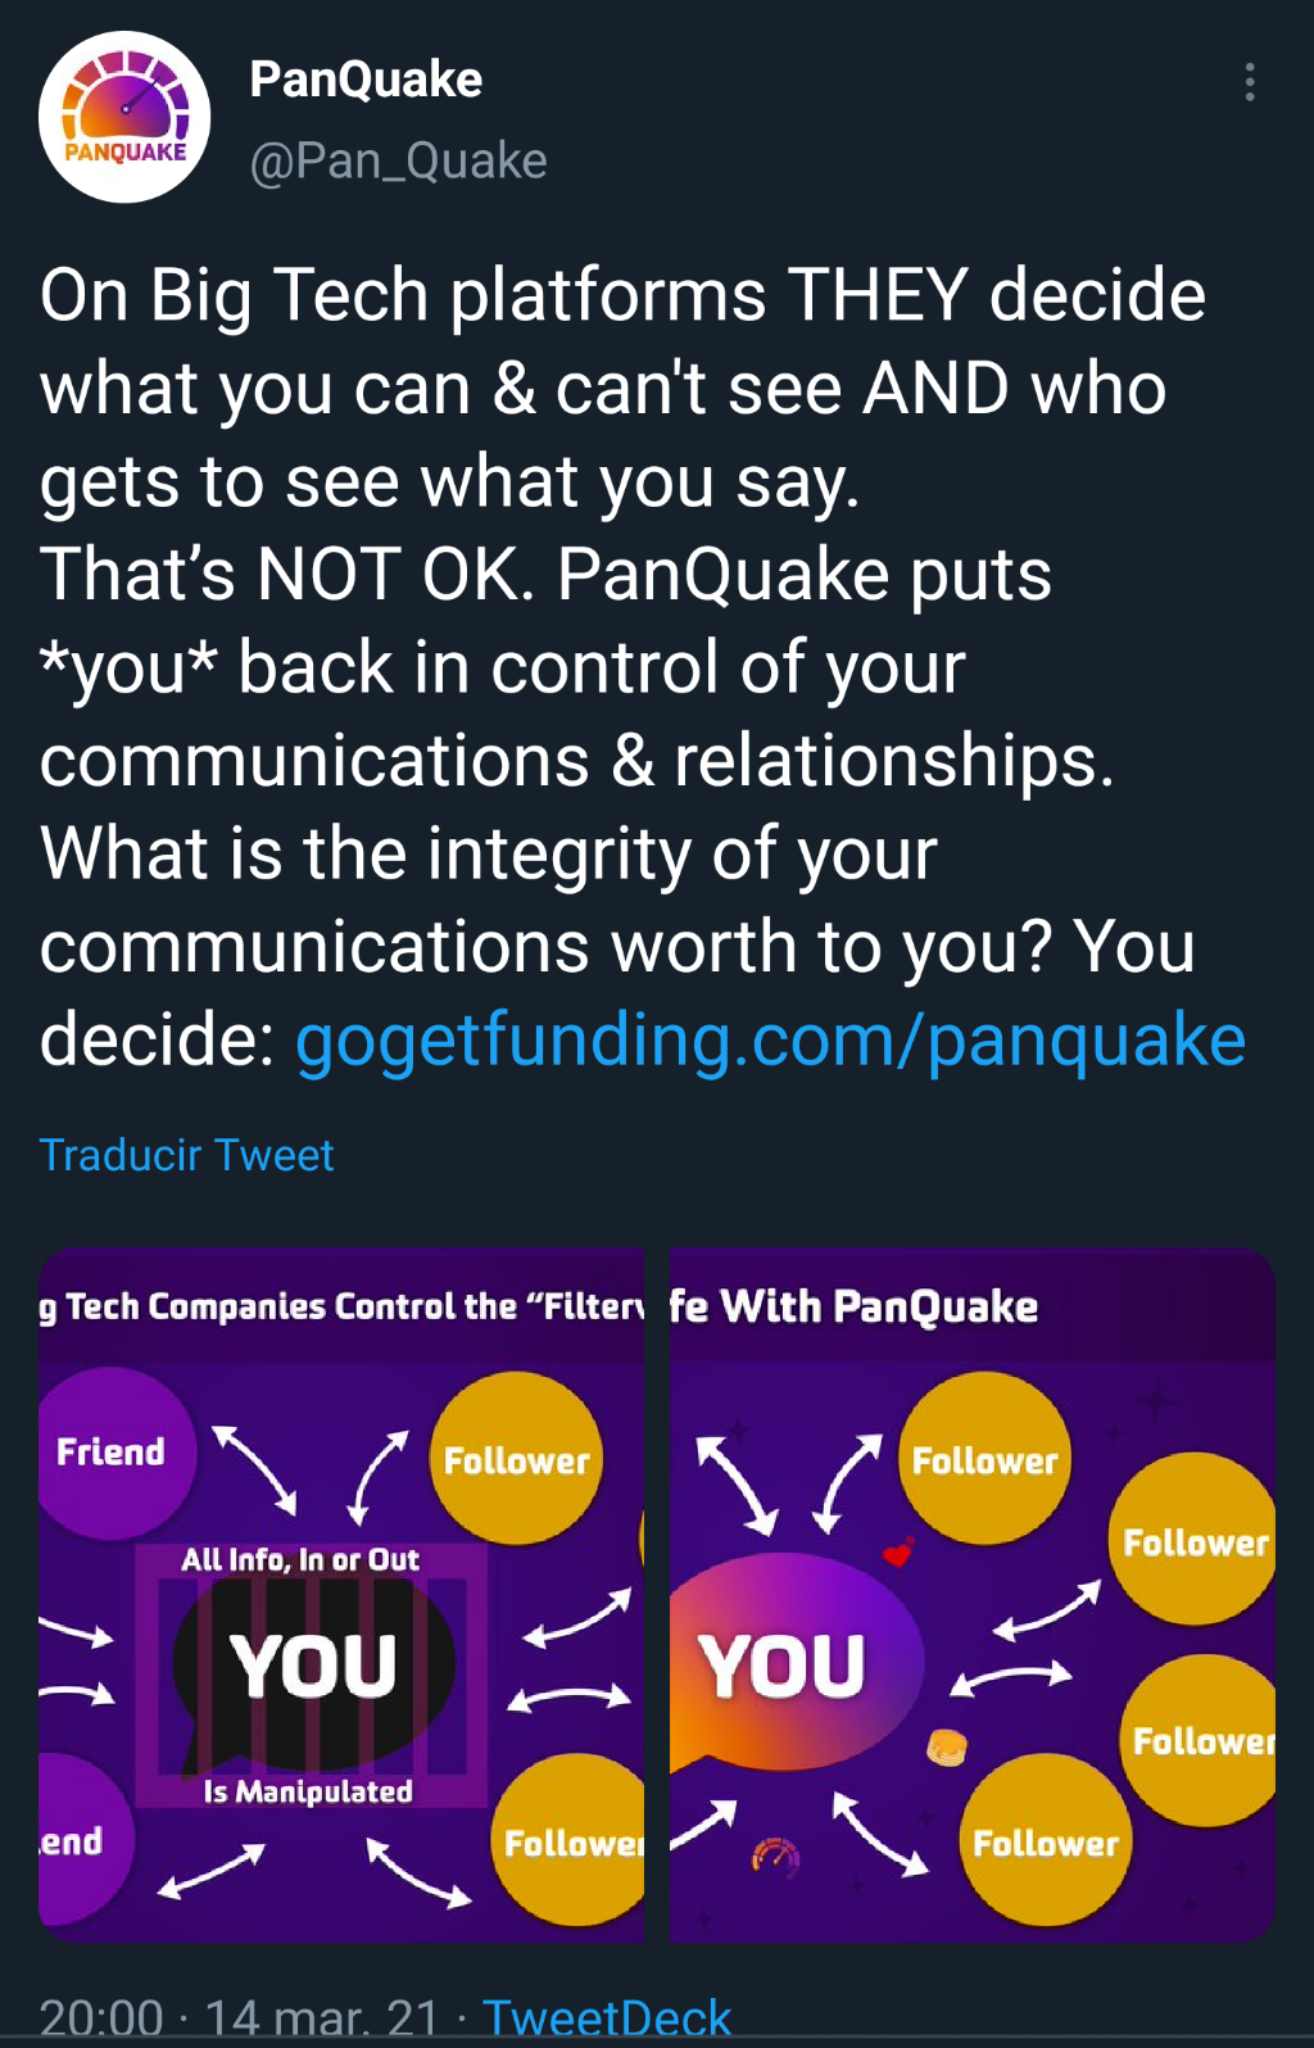 PANQUAKE
PanQuake
@Pan_Quake
On Big Tech platforms THEY decide
what you can & can't see AND who
gets to see what you say.
That’s NOT OK. PanQuake puts
*you* back in control of your
communications & relationships.
What is the integrity of your
communications worth to you? You
decide: gogetfunding.com/panquake
Traducir Tweet
g Tech Companies Control the “Filterw
Friend
Follower
All Info, In or Out
YOU
Is Manipulated
end
Follower
fe With PanQuake
Follower
Follower
YOU
Follower
Follower
20:00 · 14 mar. 21 · TweetDeck